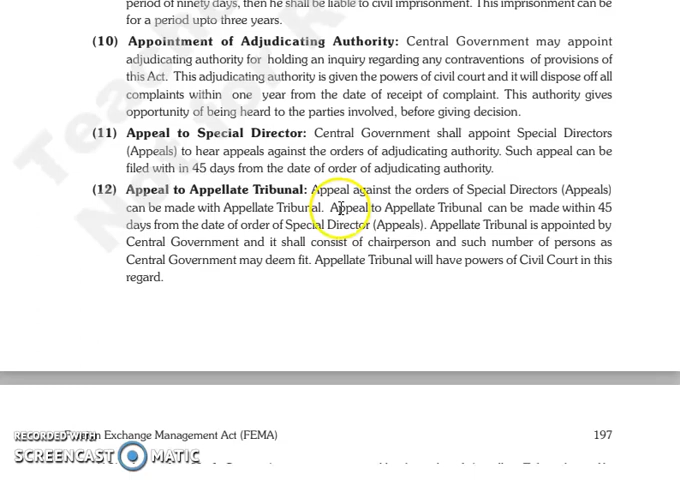 period of ninety days, then he shall be liable to civil imprisonment. This imprisonment can be
for a period upto three years.
(10) Appointment of Adjudicating Authority: Central Government may appoint
adjudicating authority for holding an inquiry regarding any contraventions of provisions of
this Act. This adjudicating authority is given the powers of civil court and it will dispose off all
complaints within one year from the date of receipt of complaint. This authority gives
opportunity of being heard to the parties involved, before giving decision.
(11) Appeal to Special Director: Central Government shall appoint Special Directors
(Appeals) to hear appeals against the orders of adjudicating authority. Such appeal can be
filed with in 45 days from the date of order of adjudicating authority.
(12) Appeal to Appellate Tribunal: Appeal against the orders of Special Directors (Appeals)
can be made with Appellate Tribunal. Appeal to Appellate Tribunal can be made within 45
days from the date of order of Special Director (Appeals). Appellate Tribunal is appointed by
Central Government and it shall consist of chairperson and such number of persons as
Central Government may deem fit. Appellate Tribunal will have powers of Civil Court in this
regard.
Exchange Management Act (FEMA) 197
RECORDED WITH
SCREENCAST MATIC